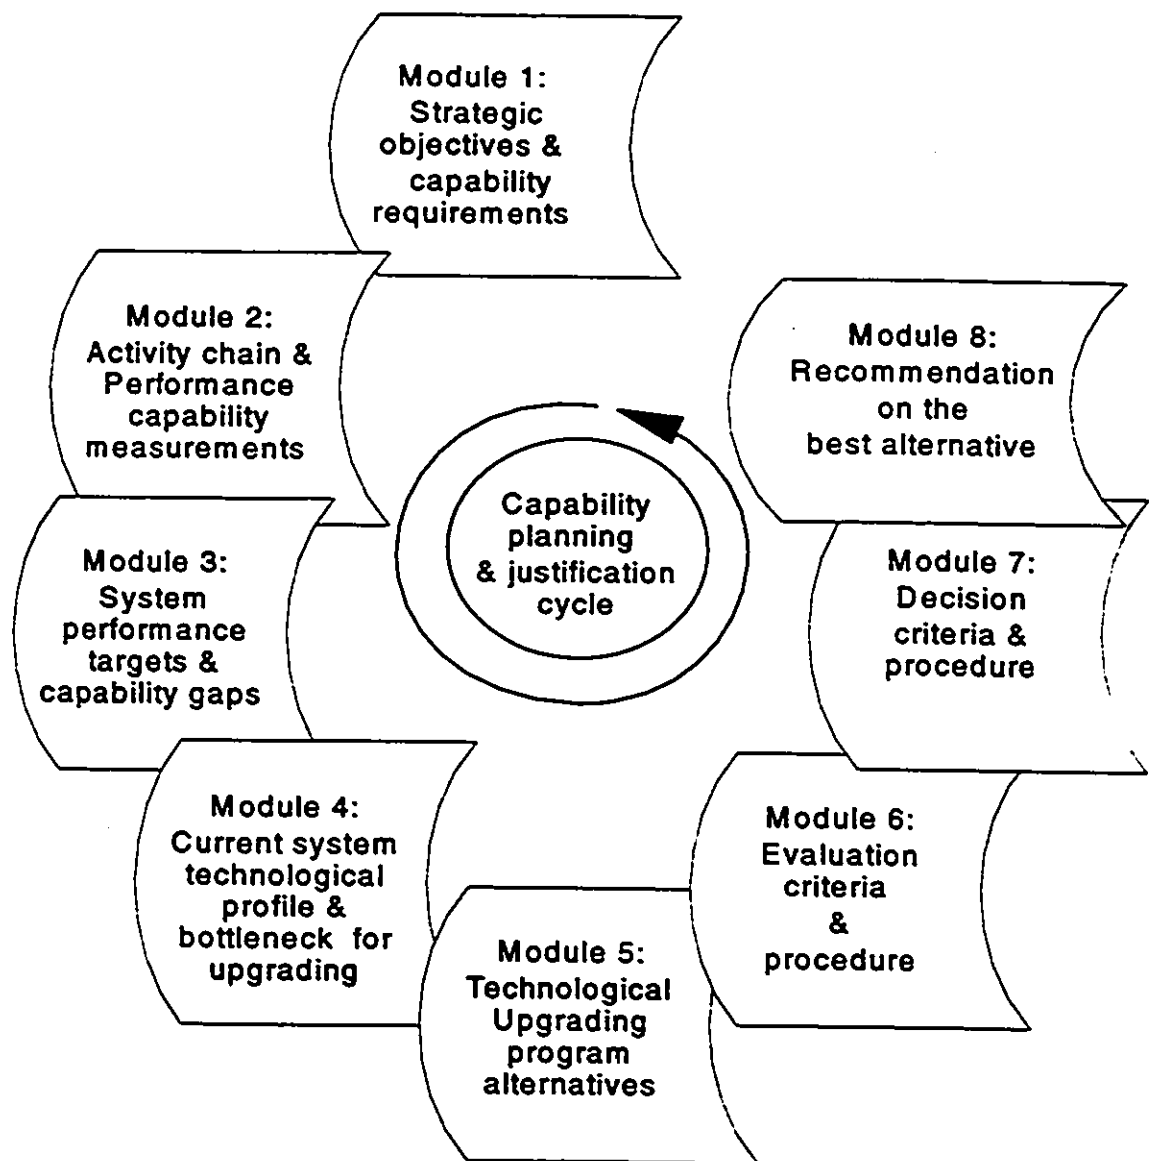 Module 1:
Strategic
objectives &
capability
requirements
Module 2:
Activity chain &
Performance
capability
measurements
Module 3:
System
performance
targets &
capability gaps
Module 4:
Current system
technological
profile &
bottleneck for
upgrading
Module 5:
Technological
Upgrading
program
alternatives
Module 6:
Evaluation
criteria
&
procedure
Module 7:
Decision
criteria &
procedure
Module 8:
Recommendation
on the
best alternative
Capability
planning
& justification
cycle